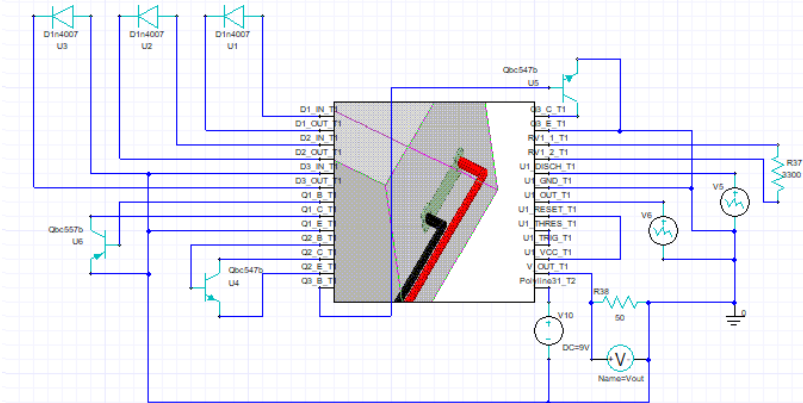 D1n4007
U3
D1n4007
U2
D1n4007
U1
Qbc547b
U5
D1_IN_T1
D1_OUT_T1
D2_IN_T1
D2_OUT_T1
D3_IN_T1
D3_OUT_T1
Q1_B_T1
Q1_C_T1
Q1_E_T1
Q2_B_T1
Q2_C_T1
Q2_E_T1
Q3_B_T1
Q3_C_T1
Q3_E_T1
RV1_1_T1
RV1_2_T1
U1_DISCH_T1
U1_GND_T1
U1_OUT_T1
U1_RESET_T1
U1_THRES_T1
U1_TRIG_T1
U1_VCC_T1
V_OUT_T1
Polyline31_T2
R37
3300
V5
V6
Qbc557b
U6
Qbc547b
U4
R38
50
V10
DC=9V
0
+ V -
Name=Vout